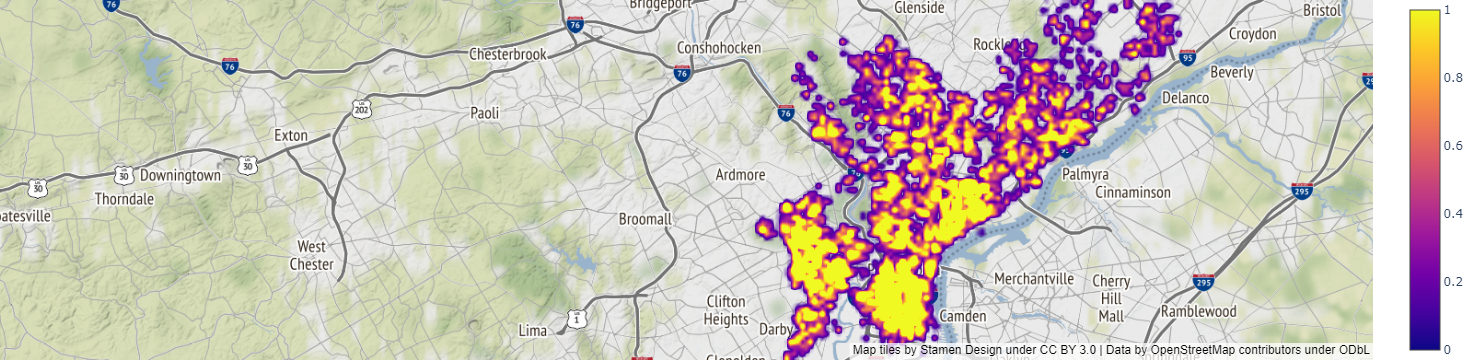 76
Bridgeport
Glenside
Bristol
1
76
Croydon
Chesterbrook
Conshohocken
95
76
76
Beverly
0.8
202
Paoli
76
Delanco
Exton
0.6
30
30
Downingtown
30
Ardmore
76
Palmyra
Thorndale
Cinnaminson
295
atesville
Broomall
0.4
West
Chester
Merchantville
Cherry
Hill
Mall
295
0.2
Clifton
Heights
Ramblewood
1
Lima
Darby
Camden
Map tiles by Stamen Design under CC BY 3.0 | Data by OpenStreetMap contributors under ODbL
0